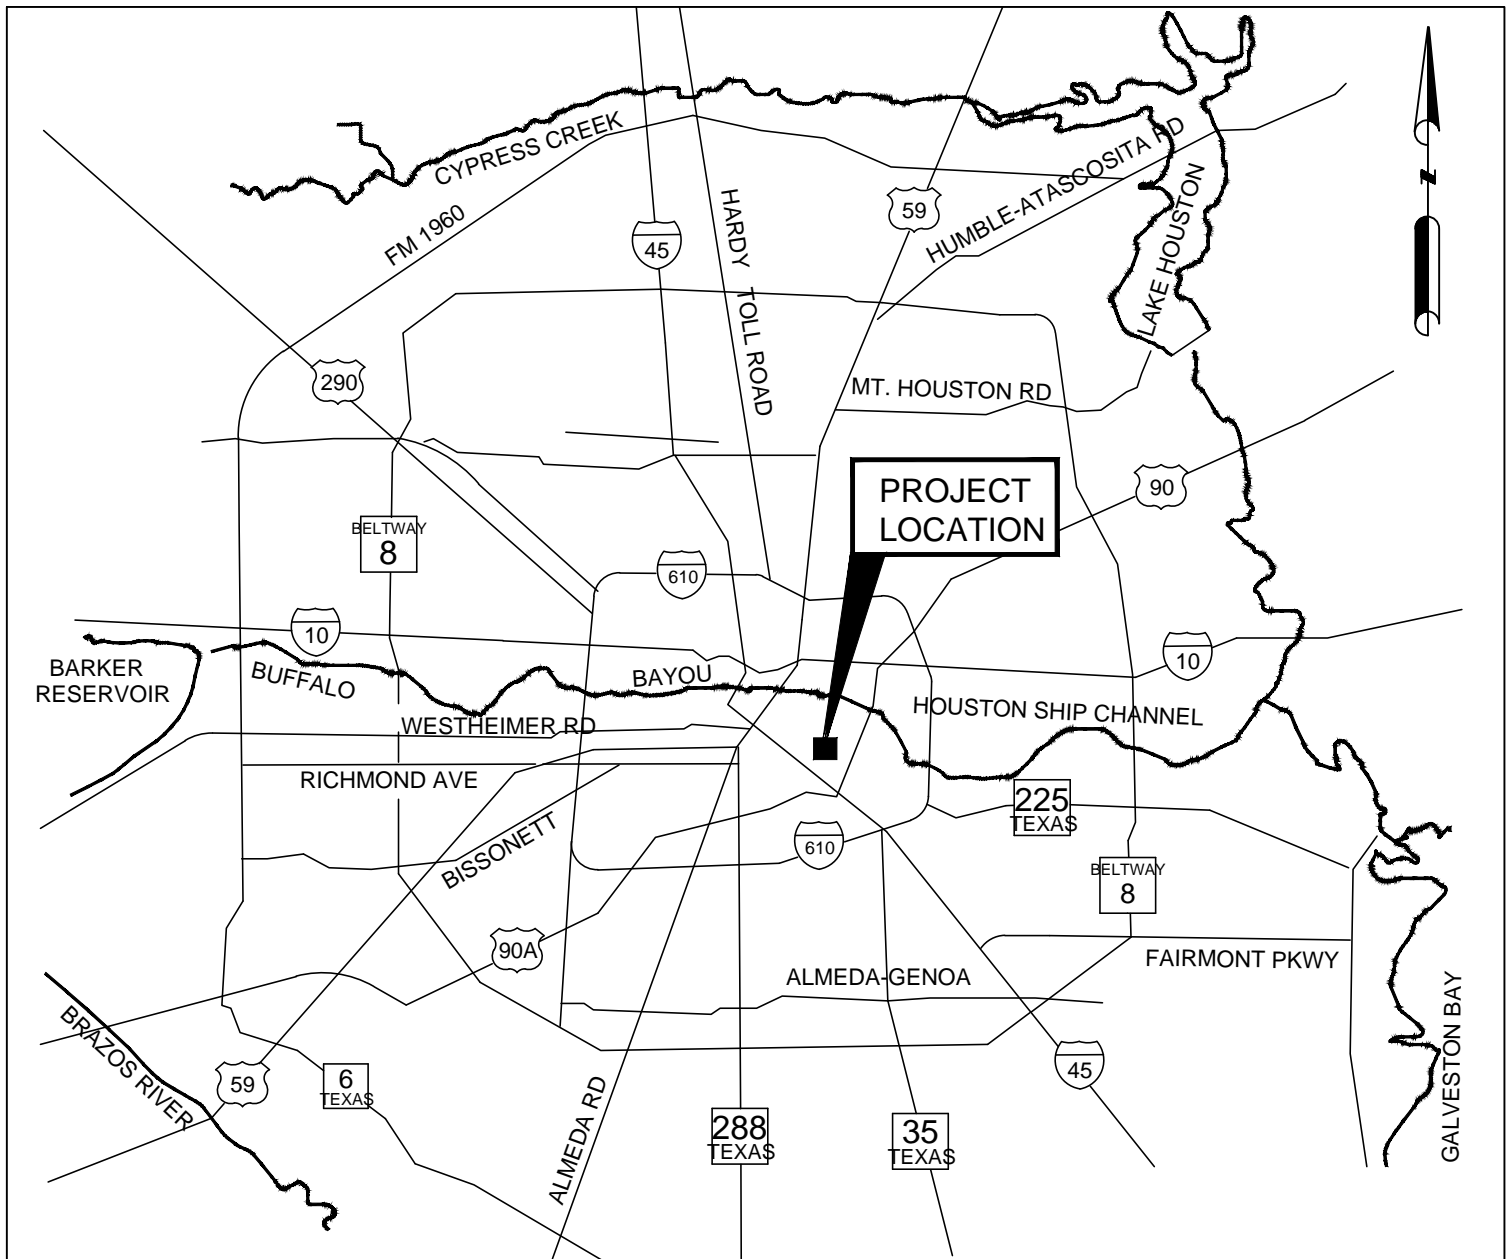 CYPRESS CREEK
FM 1960
HUMBLE-ATASCOSITA RD
59
45
HARDY TOLL ROAD
LAKE HOUSTON
N
290
MT. HOUSTON RD
PROJECT
LOCATION
90
BELTWAY
8
610
10
10
BARKER
RESERVOIR
BUFFALO
BAYOU
HOUSTON SHIP CHANNEL
WESTHEIMER RD
RICHMOND AVE
225
TEXAS
BISSONETT
610
BELTWAY
8
90A
FAIRMONT PKWY
ALMEDA-GENOA
BRAZOS RIVER
59
6
TEXAS
45
GALVESTON BAY
ALMEDA RD
288
TEXAS
35
TEXAS